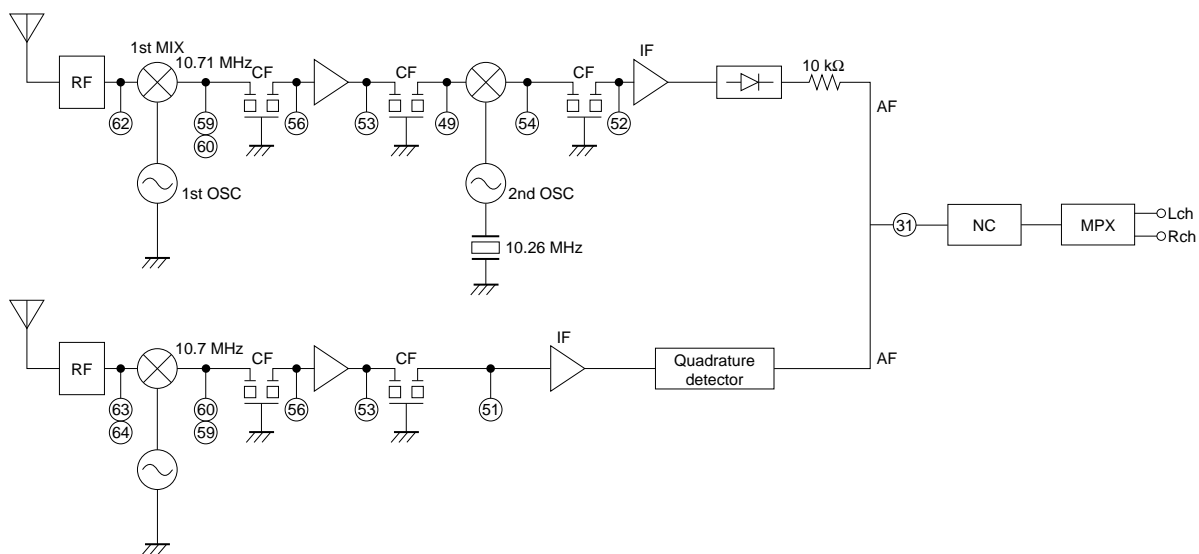 1st MIX
10.71 MHz
RF
CF
CF
CF
IF
10 kΩ
AF
62
59
60
56
53
49
54
52
1st OSC
2nd OSC
10.26 MHz
31
NC
MPX
Lch
Rch
RF
10.7 MHz
CF
CF
IF
Quadrature
detector
AF
63
64
60
59
56
53
51